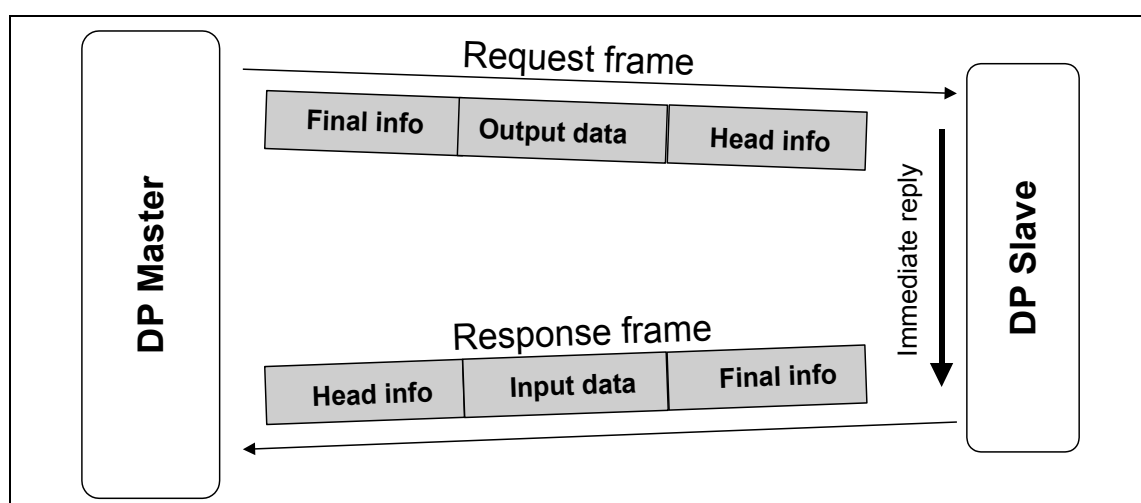 Request frame
Final info
Output data
Head info
DP Master
Immediate reply
DP Slave
Response frame
Head info
Input data
Final info